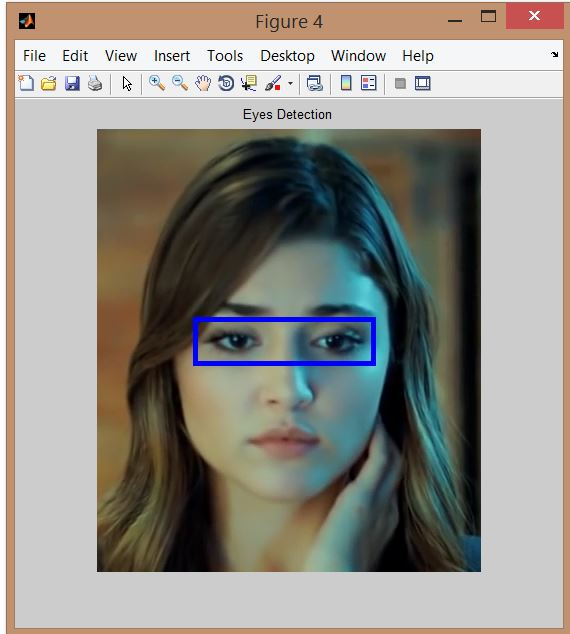 Figure 4
File Edit View Insert Tools Desktop Window Help
Eyes Detection